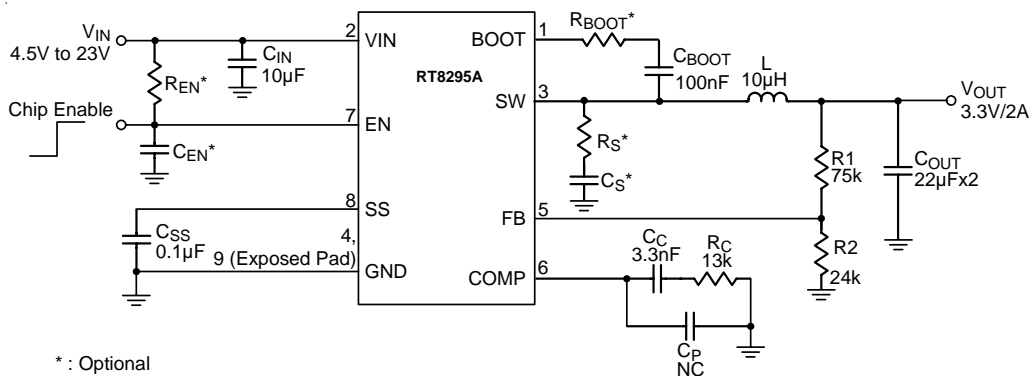 VIN
4.5V to 23V
REN*
CIN
10µF
Chip Enable
CEN*
CSS
0.1µF
2
VIN
7
EN
8
SS
4,
9 (Exposed Pad)
GND
RT8295A
BOOT
1
SW
3
FB
5
COMP
6
RBOOT*
CBOOT
100nF
L
10µH
RS*
CS*
VOUT
3.3V/2A
R1
75k
COUT
22µFx2
R2
24k
CC
3.3nF
RC
13k
CP
NC
* : Optional